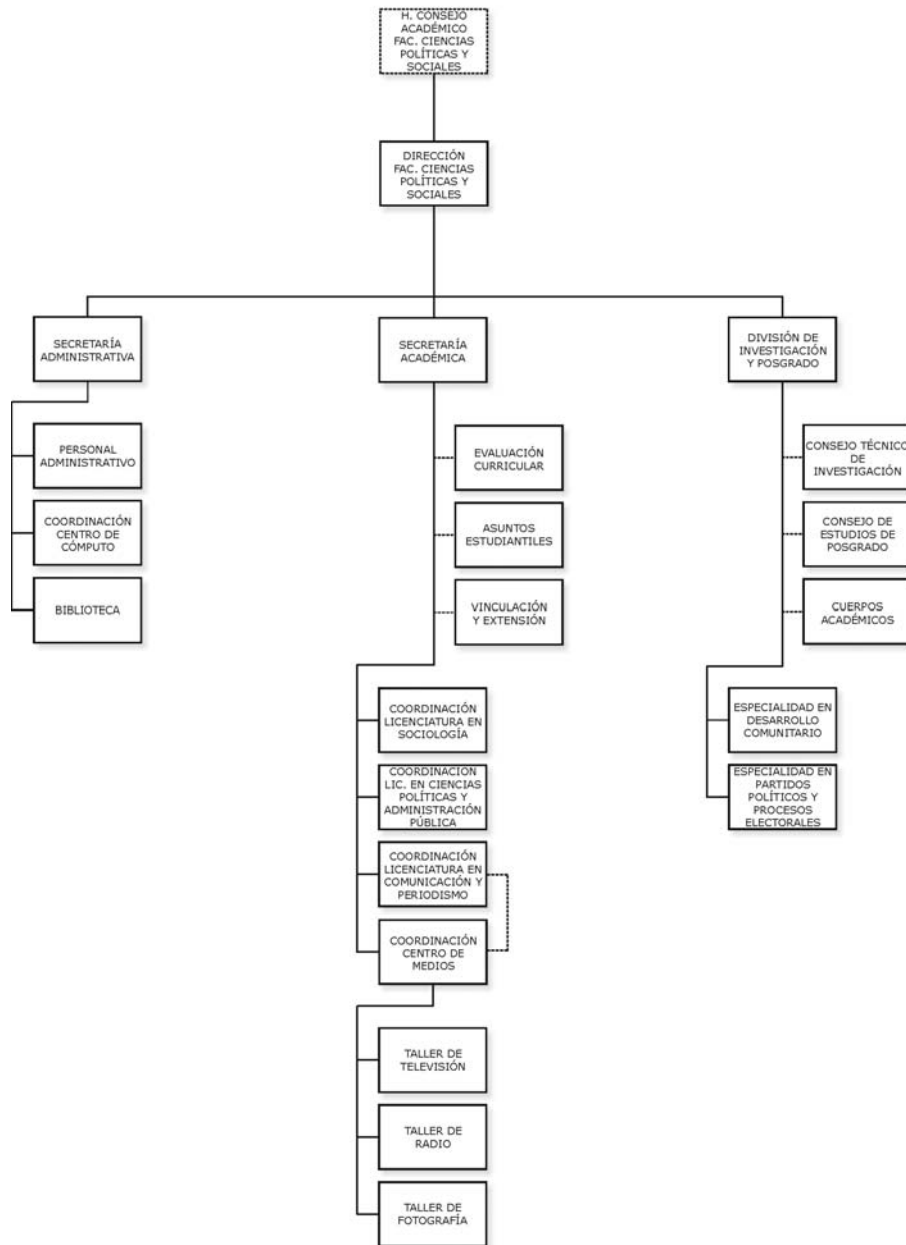 H. CONSEJO
ACADÉMICO
FAC. CIENCIAS
POLÍTICAS Y
SOCIALES
DIRECCIÓN
FAC. CIENCIAS
POLÍTICAS Y
SOCIALES
SECRETARÍA
ADMINISTRATIVA
SECRETARÍA
ACADÉMICA
DIVISIÓN DE
INVESTIGACIÓN
Y POSGRADO
PERSONAL
ADMINISTRATIVO
COORDINACIÓN
CENTRO DE
CÓMPUTO
BIBLIOTECA
EVALUACIÓN
CURRICULAR
ASUNTOS
ESTUDIANTILES
VINCULACIÓN
Y EXTENSIÓN
COORDINACIÓN
LICENCIATURA EN
SOCIOLOGÍA
COORDINACION
LIC. EN CIENCIAS
POLÍTICAS Y
ADMINISTRACIÓN
PÚBLICA
COORDINACIÓN
LICENCIATURA EN
COMUNICACIÓN Y
PERIODISMO
COORDINACIÓN
CENTRO DE
MEDIOS
TALLER DE
TELEVISIÓN
TALLER DE
RADIO
TALLER DE
FOTOGRAFÍA
CONSEJO TÉCNICO
DE
INVESTIGACIÓN
CONSEJO DE
ESTUDIOS DE
POSGRADO
CUERPOS
ACADÉMICOS
ESPECIALIDAD EN
DESARROLLO
COMUNITARIO
ESPECIALIDAD EN
PARTIDOS
POLÍTICOS Y
PROCESOS
ELECTORALES